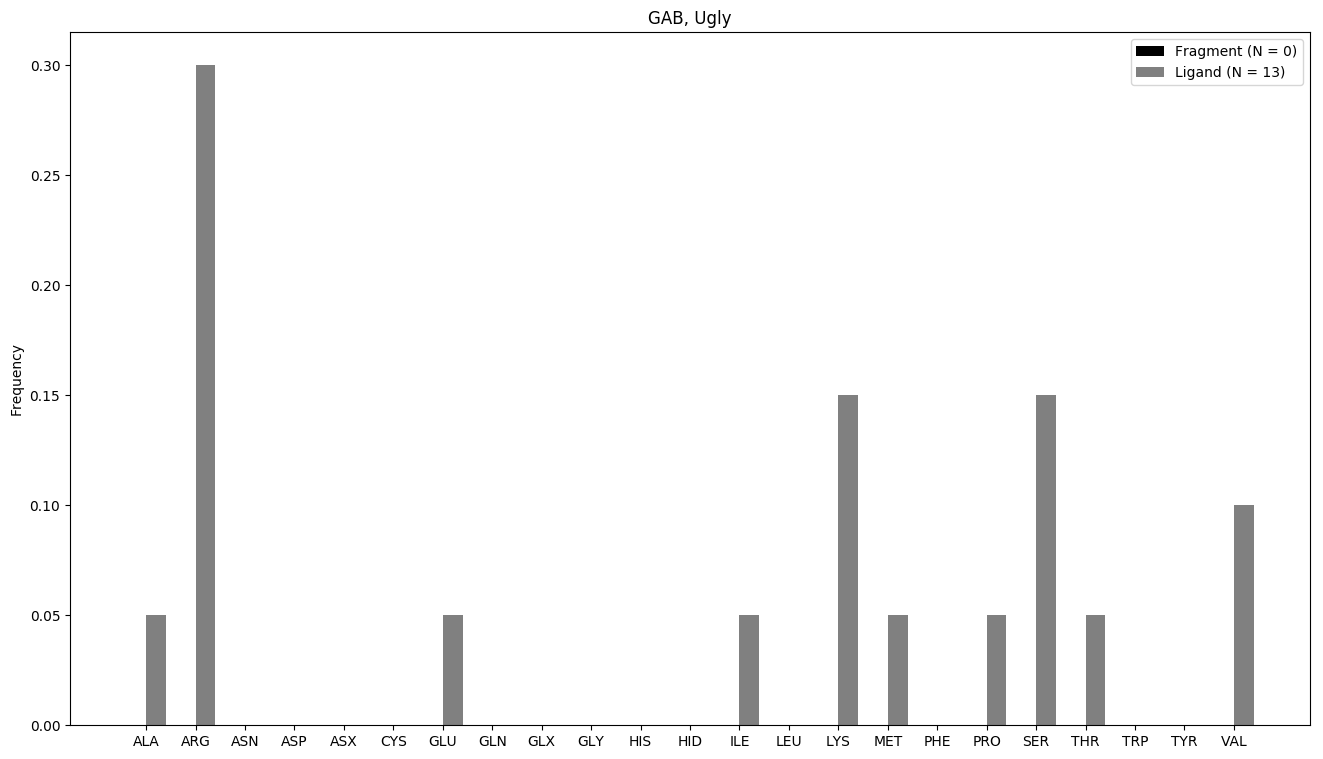 GAB, Ugly
Fragment (N = 0)
Ligand (N = 13)
Frequency
0.30
0.25
0.20
0.15
0.10
0.05
0.00
ALA ARG ASN ASP ASX CYS GLU GLN GLX GLY HIS HID ILE LEU LYS MET PHE PRO SER THR TRP TYR VAL